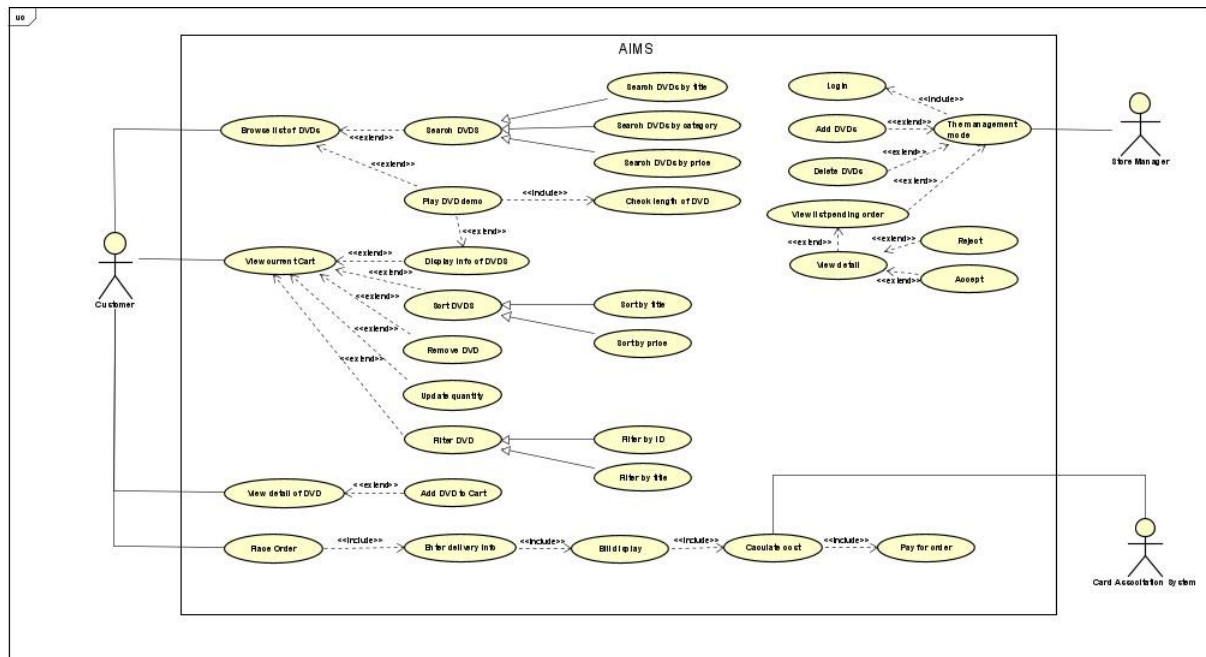 uc
AIMS
Search DVDs by title
Login
<<include>>
Browse list of DVDs
<<extend>>
Search DVDS
Search DVDs by category
Add DVDs
<<extend>>
The management
mode
Store Manager
<<extend>>
Search DVDs by price
Delete DVDs
<<extend>>
<<extend>>
Play DVD demo
<<include>>
Check length of DVD
View list pending order
<<extend>>
<<extend>>
<<extend>>
Reject
View current Cart
<<extend>>
Display info of DVDS
View detail
<<extend>>
Accept
<<extend>>
Customer
<<extend>>
Sort DVDS
Sort by title
<<extend>>
Remove DVD
Sort by price
<<extend>>
Update quantity
Filter DVD
Filter by ID
Filter by title
View detail of DVD
<<extend>>
Add DVD to Cart
Place Order
<<include>>
Enter delivery info
<<include>>
Bill display
<<include>>
Caculate cost
<<include>>
Pay for order
Card Associtation System